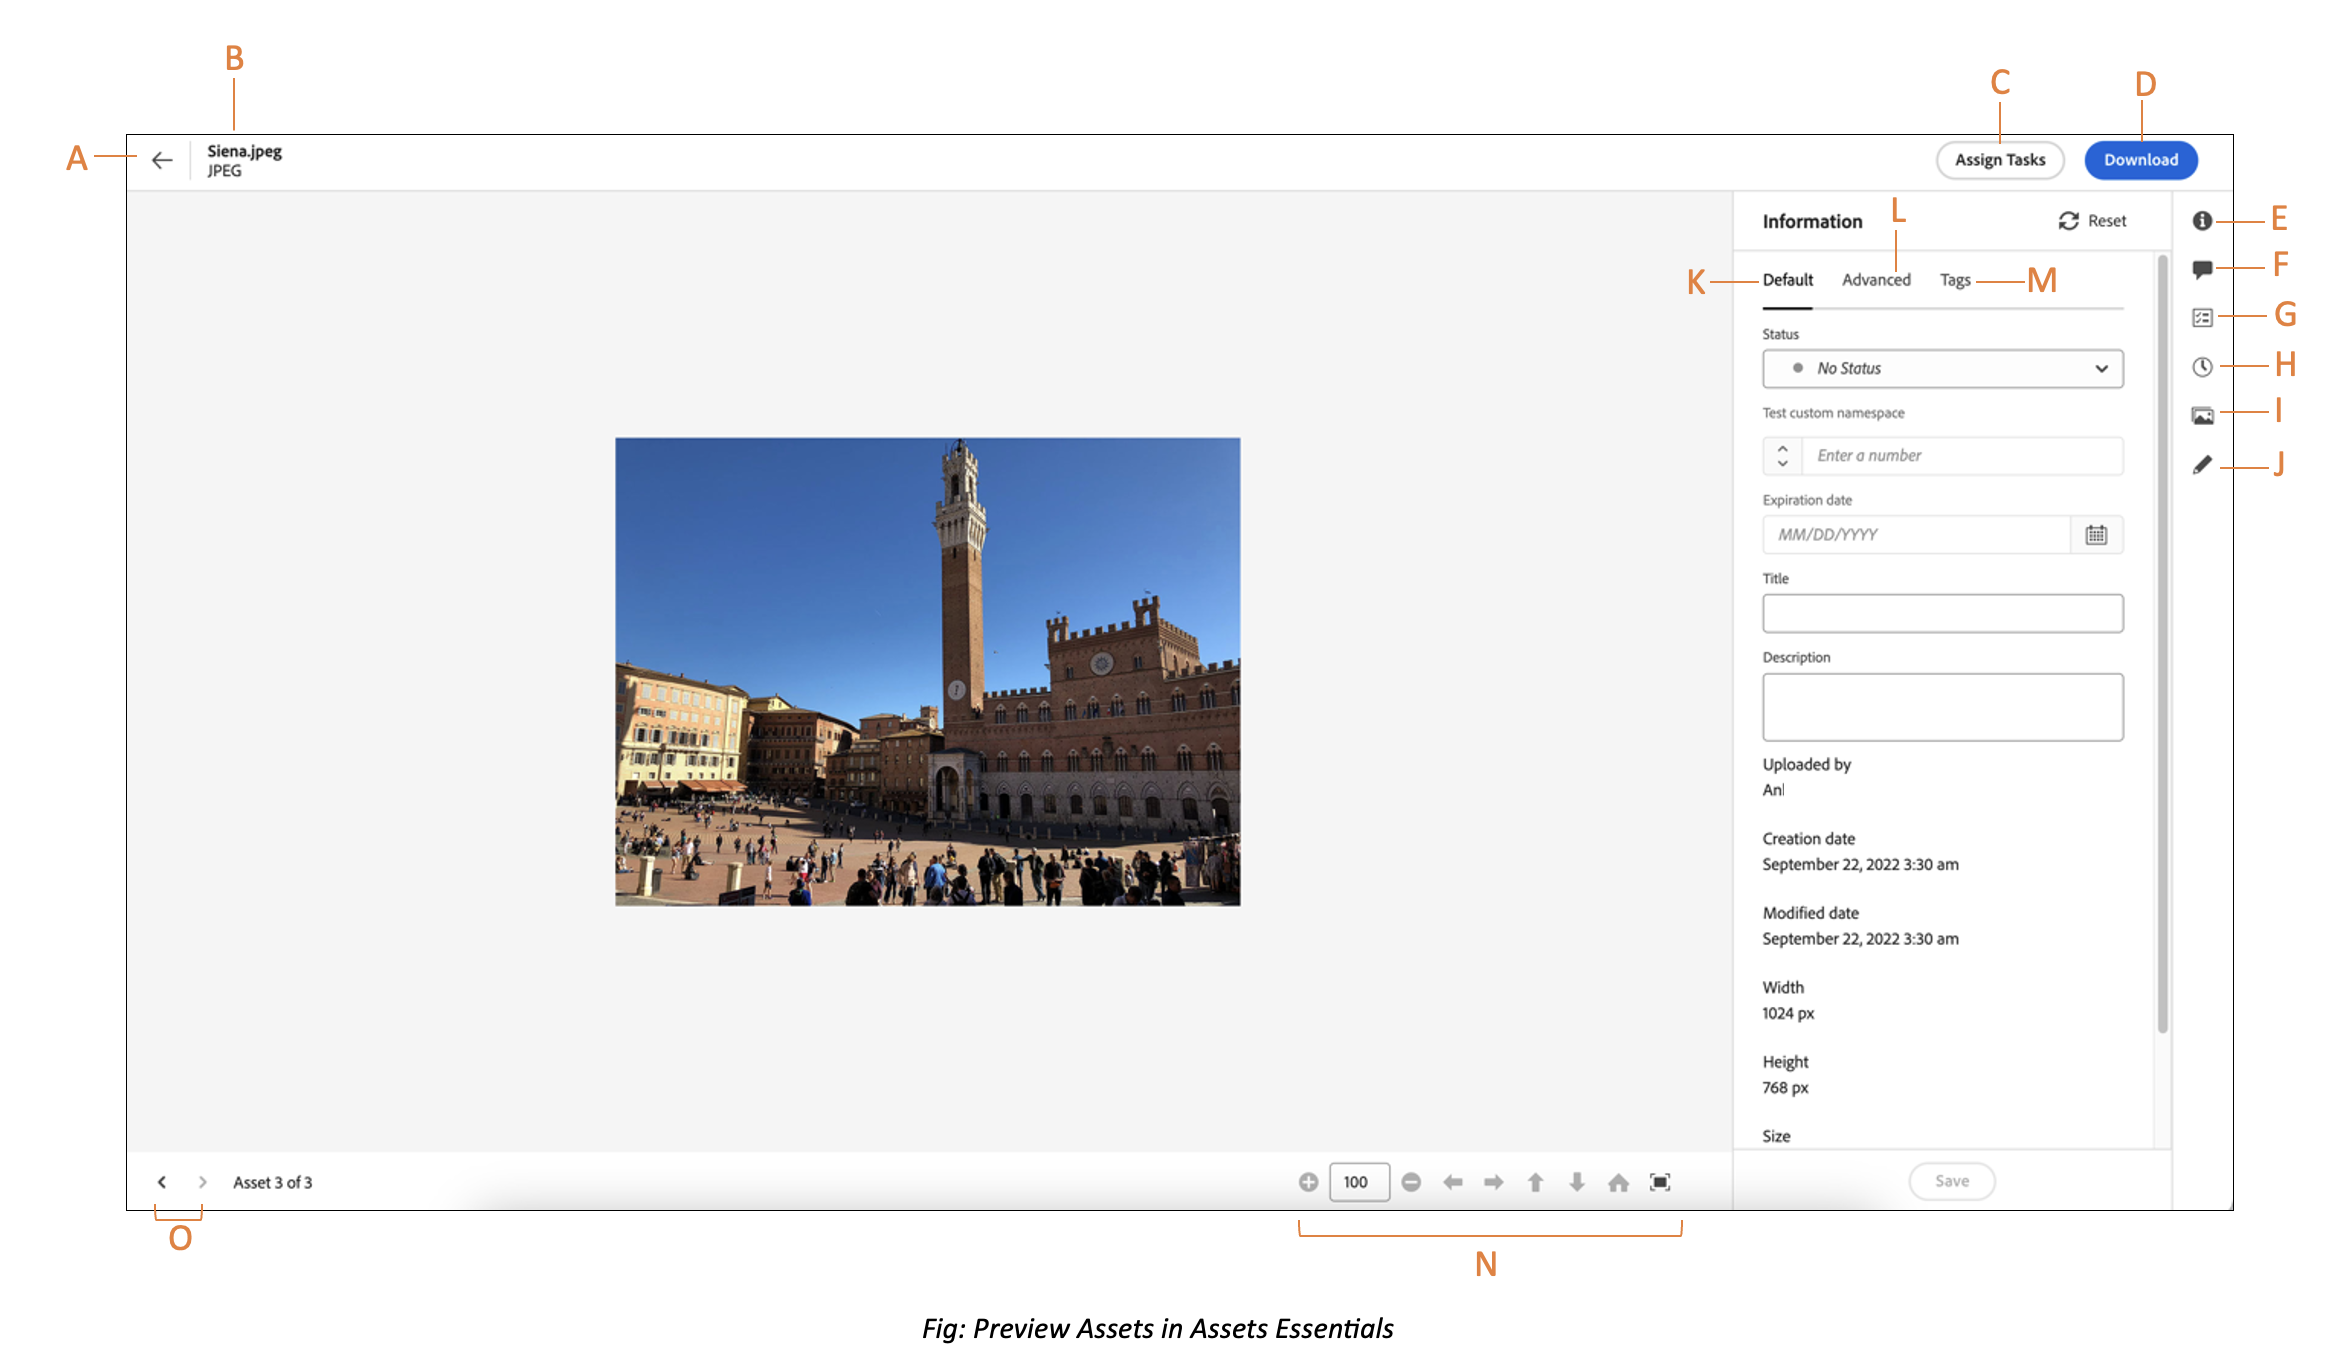 B
C
D
A
Siena.jpeg
JPEG
Assign Tasks
Download
Information
L
Reset
E
K
Default
Advanced
Tags
M
F
Status
G
No Status
H
Test custom namespace
I
Enter a number
J
Expiration date
MM/DD/YYYY
Title
Description
Uploaded by
Creation date
September 22, 2022 3:30 am
Modified date
September 22, 2022 3:30 am
Width
1024 px
Height
768 px
Size
Asset 3 of 3
100
Save
O
N
Fig: Preview Assets in Assets Essentials